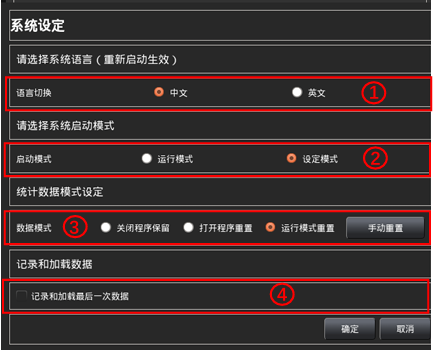 系统设定
请选择系统语言（重新启动生效）
语言切换 中文 英文 ①
请选择系统启动模式
启动模式 运行模式 设定模式 ②
统计数据模式设定
数据模式 ③ 关闭程序保留 打开程序重置 运行模式重置 手动重置
记录和加载数据
记录和加载最后一次数据 ④
确定 取消